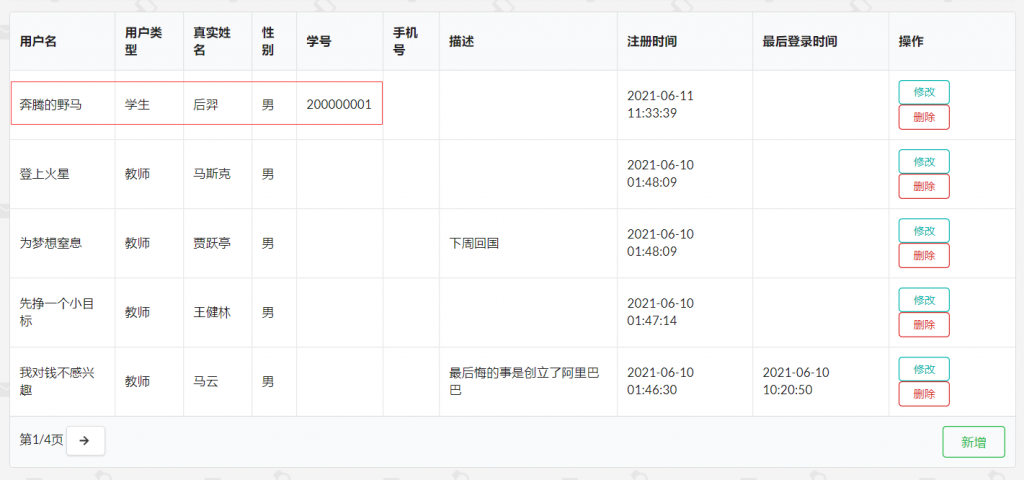 用户名 用户类型 真实姓名 性别 学号 手机号 描述 注册时间 最后登录时间 操作
奔腾的野马 学生 后羿 男 200000001 2021-06-11 11:33:39 修改 删除
登上火星 教师 马斯克 男 2021-06-10 01:48:09 修改 删除
为梦想窒息 教师 贾跃亭 男 下周回国 2021-06-10 01:48:09 修改 删除
先挣一个小目标 教师 王健林 男 2021-06-10 01:47:14 修改 删除
我对钱不感兴趣 教师 马云 男 最后悔的事是创立了阿里巴巴 2021-06-10 01:46:30 2021-06-10 10:20:50 修改 删除
第1/4页 → 新增